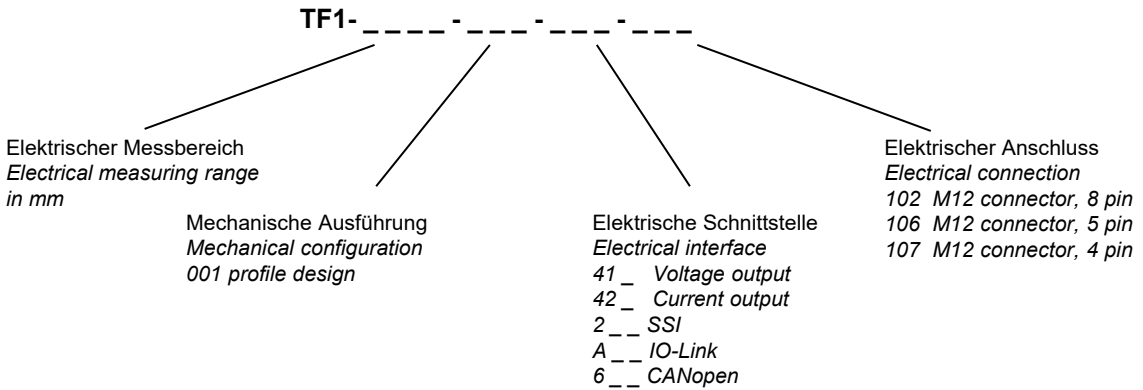 TF1- _ _ _ _ - _ _ _ - _ _ _ - _ _ _
Elektrischer Messbereich
Electrical measuring range
in mm
Mechanische Ausführung
Mechanical configuration
001 profile design
Elektrische Schnittstelle
Electrical interface
41 _ Voltage output
42 _ Current output
2 _ _ SSI
A _ _ IO-Link
6 _ _ CANopen
Elektrischer Anschluss
Electrical connection
102 M12 connector, 8 pin
106 M12 connector, 5 pin
107 M12 connector, 4 pin